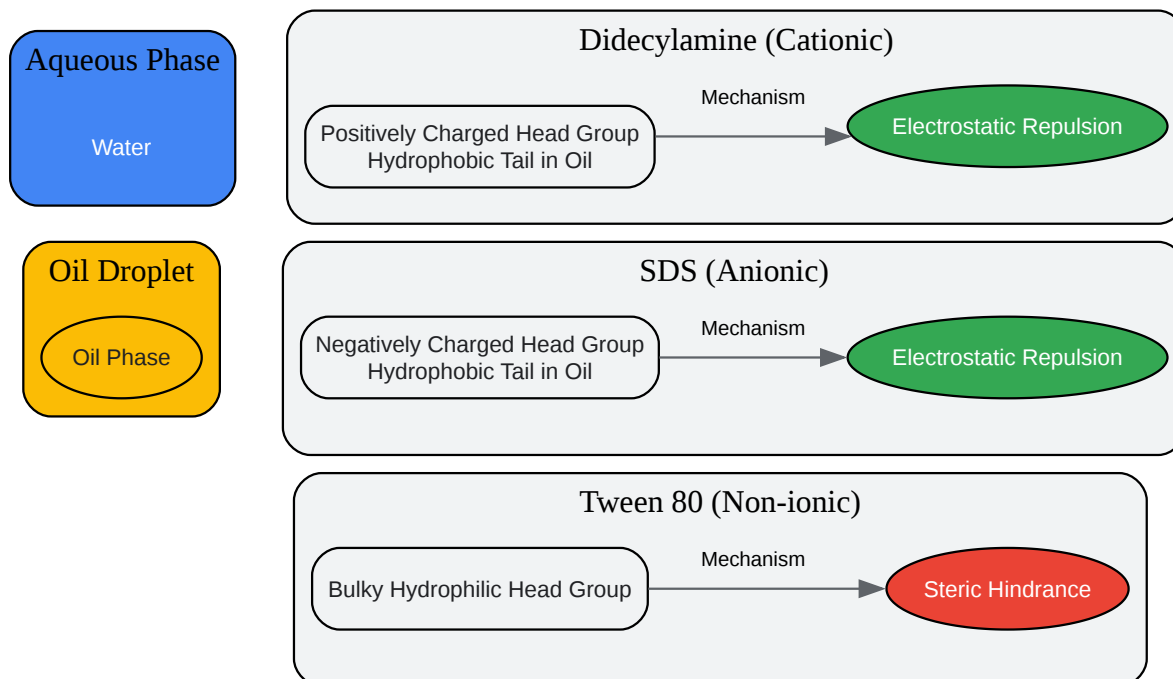 Aqueous Phase
Water
Oil Droplet
Oil Phase
Didecylamine (Cationic)
Positively Charged Head Group
Hydrophobic Tail in Oil
Mechanism
Electrostatic Repulsion
SDS (Anionic)
Negatively Charged Head Group
Hydrophobic Tail in Oil
Mechanism
Electrostatic Repulsion
Tween 80 (Non-ionic)
Bulky Hydrophilic Head Group
Mechanism
Steric Hindrance